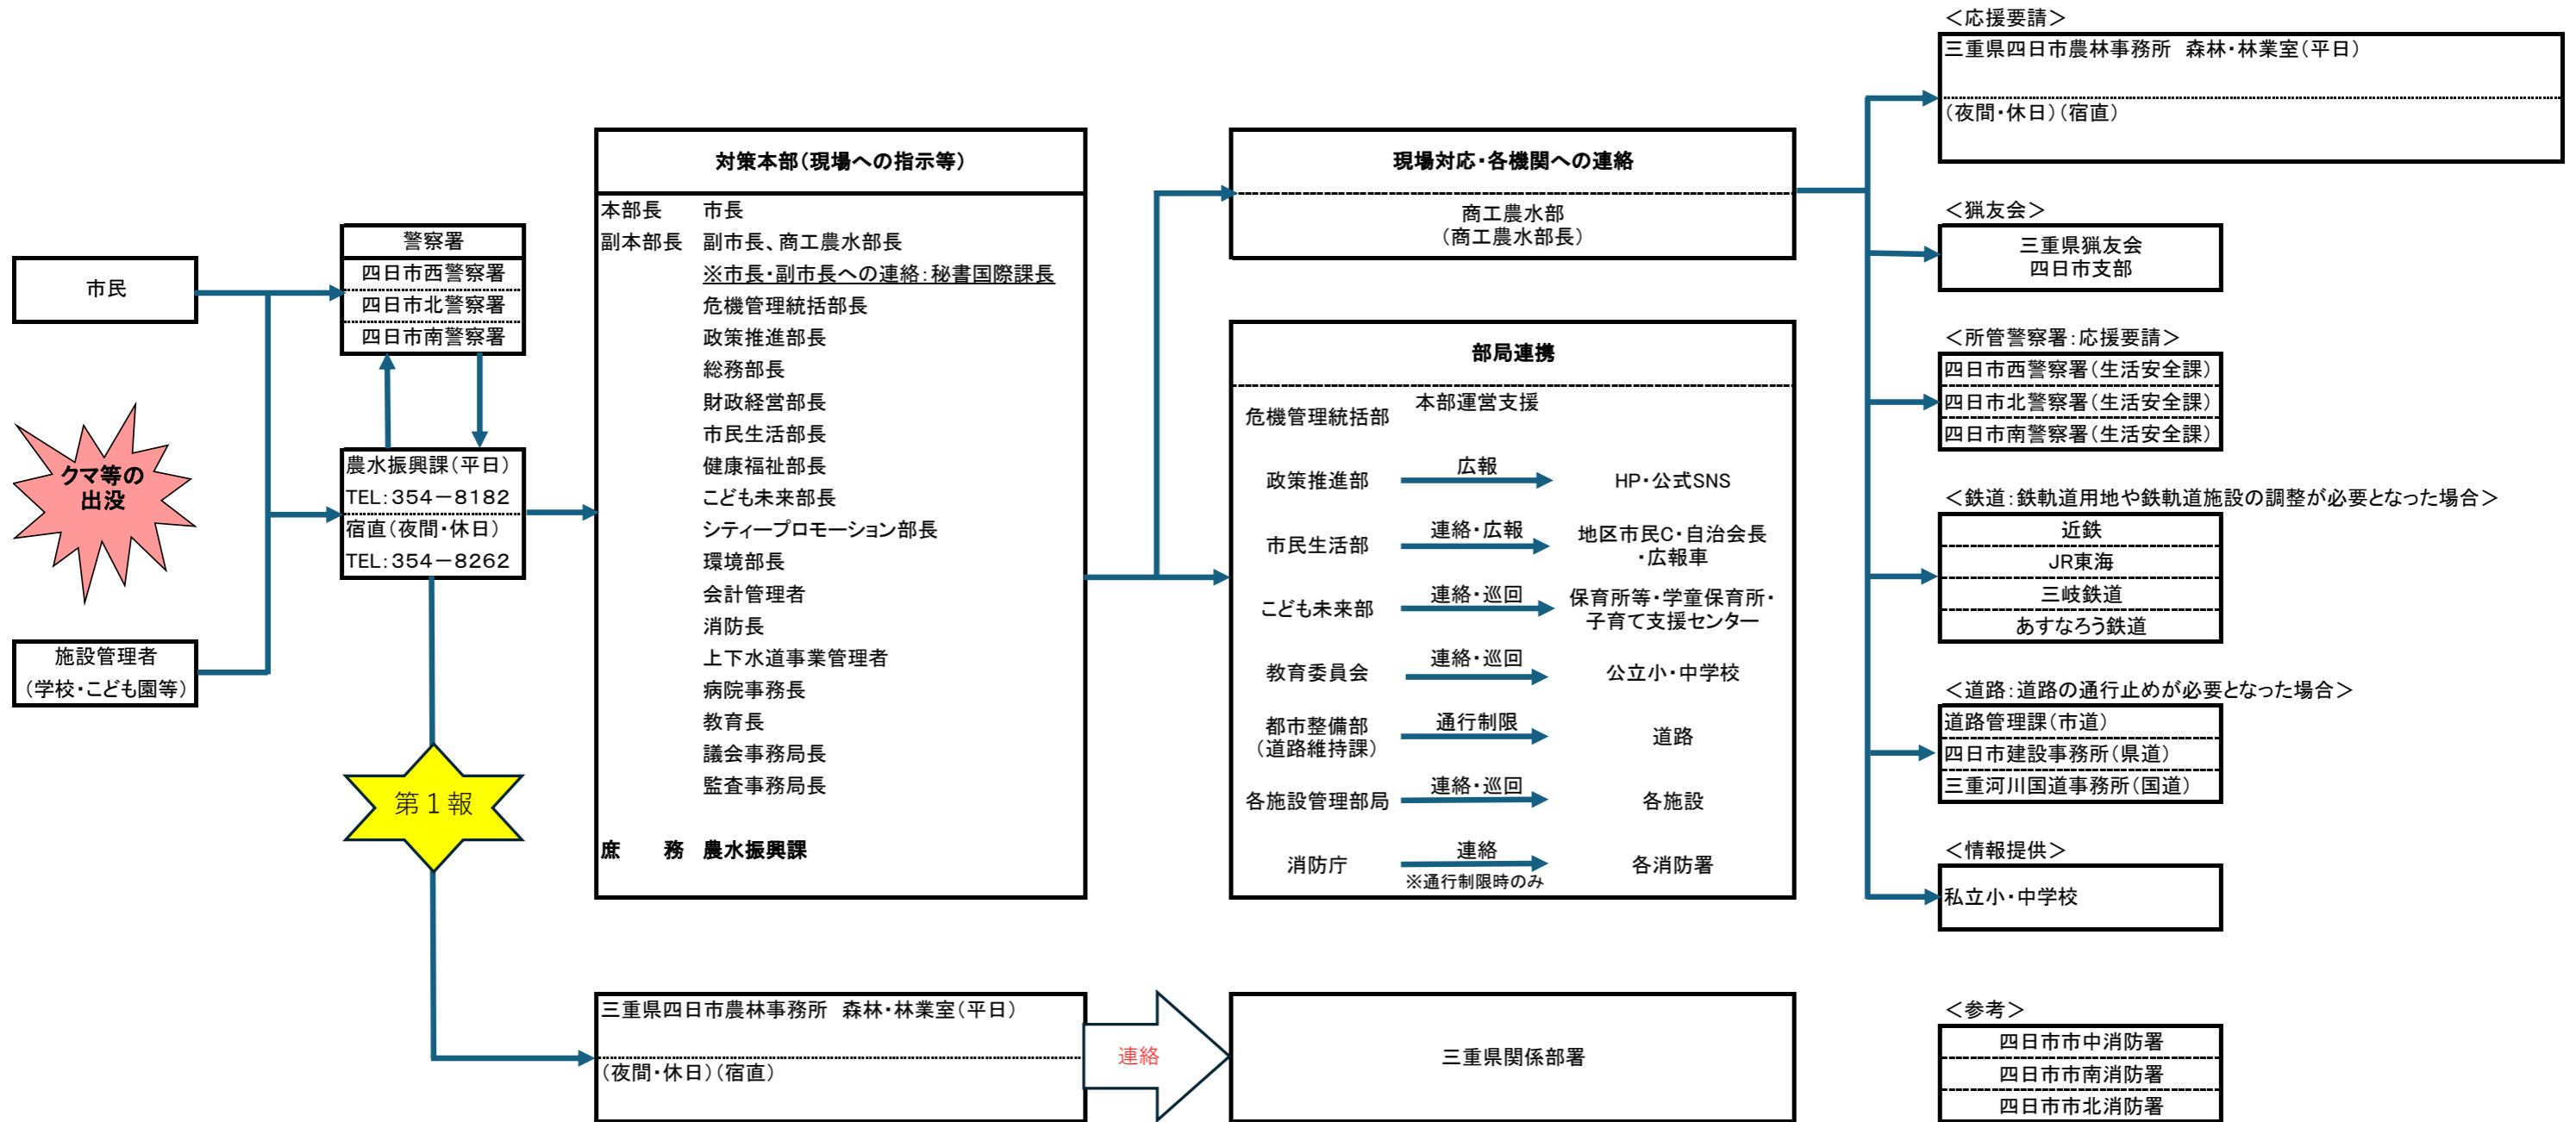 市民
クマ等の
出没
施設管理者
(学校・こども園等)
警察署
四日市西警察署
四日市北警察署
四日市南警察署
農水振興課(平日)
TEL:354－8182
宿直(夜間・休日)
TEL:354－8262
第１報
対策本部(現場への指示等)
本部長 市長
副本部長 副市長、商工農水部長
※市長・副市長への連絡:秘書国際課長
危機管理統括部長
政策推進部長
総務部長
財政経営部長
市民生活部長
健康福祉部長
こども未来部長
シティープロモーション部長
環境部長
会計管理者
消防長
上下水道事業管理者
病院事務長
教育長
議会事務局長
監査事務局長
庶 務 農水振興課
三重県四日市農林事務所 森林・林業室(平日)
(夜間・休日)(宿直)
連絡
三重県関係部署
現場対応・各機関への連絡
商工農水部
(商工農水部長)
部局連携
危機管理統括部 本部運営支援
政策推進部 広報 HP・公式SNS
市民生活部 連絡・広報 地区市民C・自治会長
・広報車
こども未来部 連絡・巡回 保育所等・学童保育所・
子育て支援センター
教育委員会 連絡・巡回 公立小・中学校
都市整備部
(道路維持課) 通行制限 道路
各施設管理部局 連絡・巡回 各施設
消防庁 連絡 各消防署
※通行制限時のみ
＜応援要請＞
三重県四日市農林事務所 森林・林業室(平日)
(夜間・休日)(宿直)
＜猟友会＞
三重県猟友会
四日市支部
＜所管警察署:応援要請＞
四日市西警察署(生活安全課)
四日市北警察署(生活安全課)
四日市南警察署(生活安全課)
＜鉄道:鉄軌道用地や鉄軌道施設の調整が必要となった場合＞
近鉄
JR東海
三岐鉄道
あすなろう鉄道
＜道路:道路の通行止めが必要となった場合＞
道路管理課(市道)
四日市建設事務所(県道)
三重河川国道事務所(国道)
＜情報提供＞
私立小・中学校
＜参考＞
四日市市中消防署
四日市市南消防署
四日市市北消防署